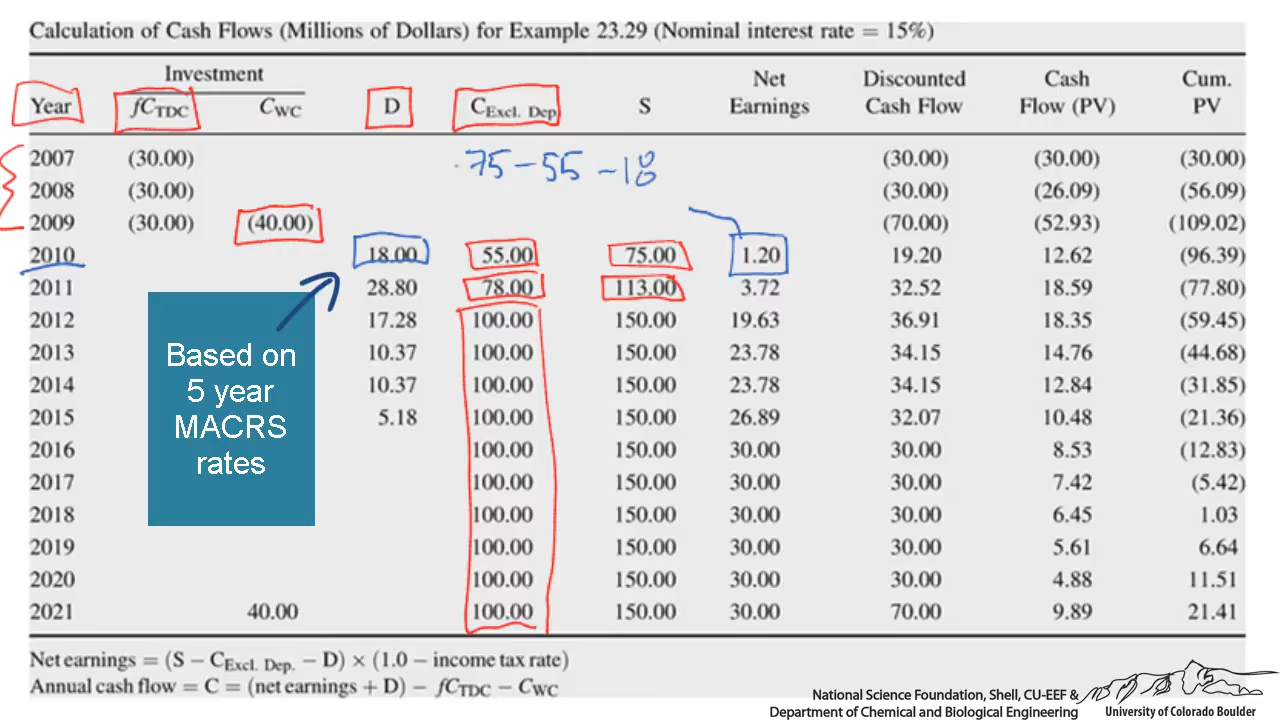 Calculation of Cash Flows (Millions of Dollars) for Example 23.29 (Nominal interest rate = 15%)
Investment Net Discounted Cash Cum.
Year fC_TDC C_WC D C_Excl. Dep. S Earnings Cash Flow Flow (PV) PV
2007 (30.00) (30.00) (30.00) (30.00)
75 – 55 – 18
2008 (30.00) (30.00) (26.09) (56.09)
2009 (30.00) (40.00) (70.00) (52.93) (109.02)
2010 18.00 55.00 75.00 1.20 19.20 12.62 (96.39)
2011 28.80 78.00 113.00 3.72 32.52 18.59 (77.80)
2012 17.28 100.00 150.00 19.63 36.91 18.35 (59.45)
2013 10.37 100.00 150.00 23.78 34.15 14.76 (44.68)
2014 10.37 100.00 150.00 23.78 34.15 12.84 (31.85)
2015 5.18 100.00 150.00 26.89 32.07 10.48 (21.36)
2016 100.00 150.00 30.00 30.00 8.53 (12.83)
2017 100.00 150.00 30.00 30.00 7.42 (5.42)
2018 100.00 150.00 30.00 30.00 6.45 1.03
2019 100.00 150.00 30.00 30.00 5.61 6.64
2020 100.00 150.00 30.00 30.00 4.88 11.51
2021 40.00 100.00 150.00 30.00 70.00 9.89 21.41
Based on
5 year
MACRS
rates
Net earnings = (S – C_Excl. Dep. – D) × (1.0 – income tax rate)
Annual cash flow = C = (net earnings + D) – fC_TDC – C_WC
National Science Foundation, Shell, CU-EEF &
Department of Chemical and Biological Engineering
University of Colorado Boulder